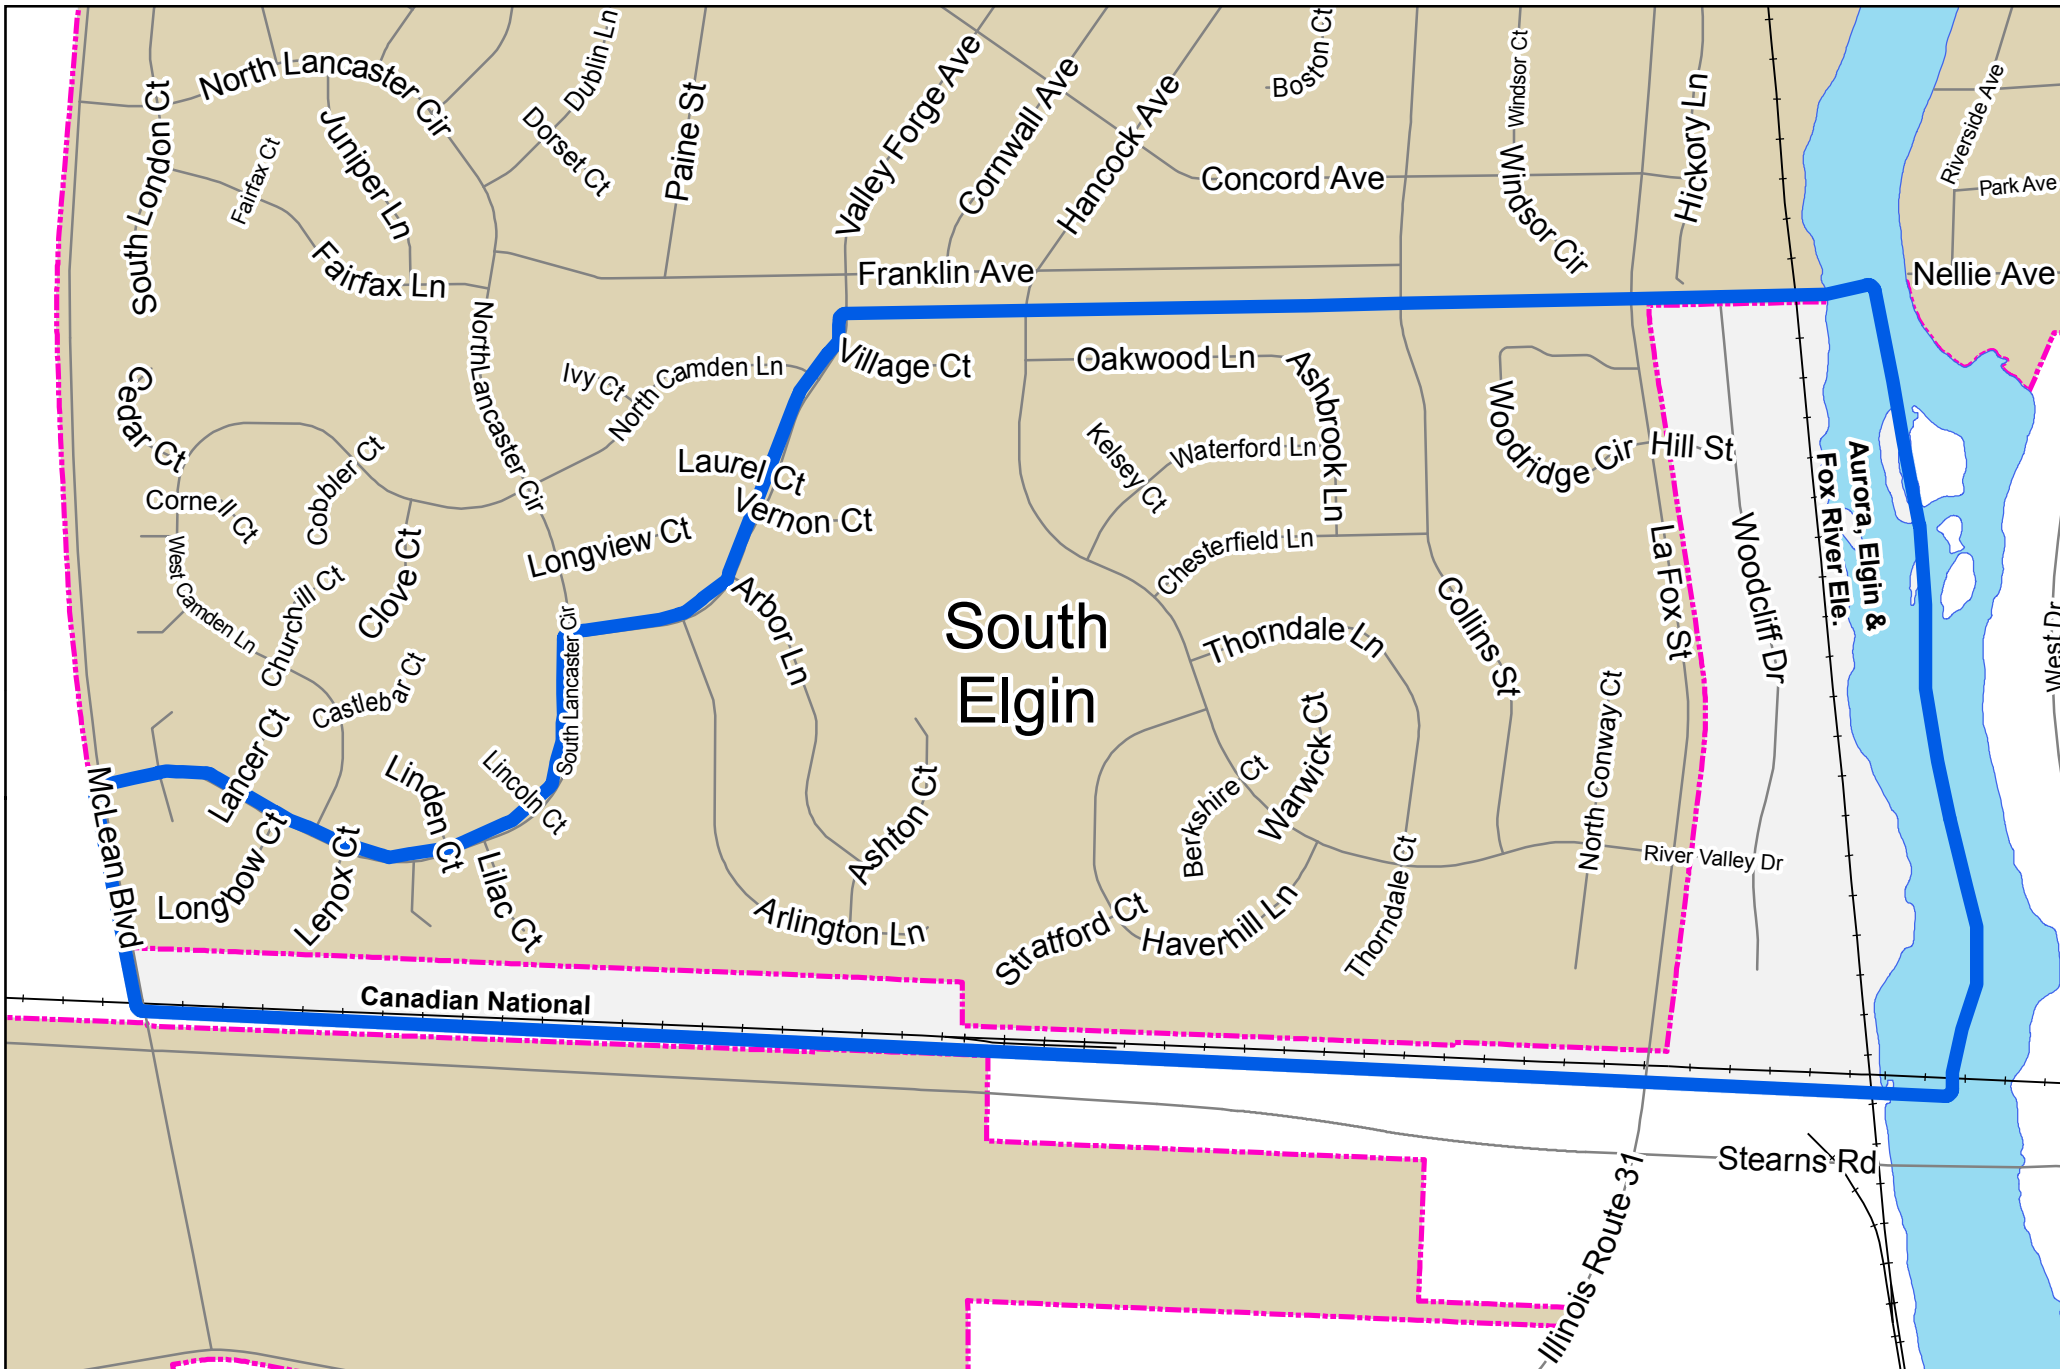 North Lancaster Cir
South London Ct
Fairfax Ct
Juniper Ln
Fairfax Ln
Dublin Ln
Dorset Ct
Paine St
Valley Forge Ave
Cornwall Ave
Hancock Ave
Boston Ct
Concord Ave
Windsor Ct
Windsor Cir
Hickory Ln
Riverside Ave
Park Ave
Nellie Ave
Franklin Ave
North Lancaster Cir
Cedar Ct
Ivy Ct
North Camden Ln
Village Ct
Oakwood Ln
Ashbrook Ln
Woodridge Cir
Hill St
Kelsey Ct
Waterford Ln
Laurel Ct
Vernon Ct
Cornell Ct
Cobbler Ct
Longview Ct
Clove Ct
West Camden Ln
Churchill Ct
Castlebar Ct
Chesterfield Ln
Collins St
La Fox St
Woodcliff Dr
Aurora, Elgin &
Fox River Ele.
West Dr
South
Elgin
Arbor Ln
Thorndale Ln
South Lancaster Cir
Lancer Ct
Linden Ct
Lincoln Ct
McLean Blvd
Longbow Ct
Lenox Ct
Lilac Ct
Ashton Ct
Arlington Ln
Berkshire Ct
Warwick Ct
North Conway Ct
River Valley Dr
Thorndale Ct
Stratford Ct
Haverhill Ln
Canadian National
Stearns Rd
Illinois Route 31